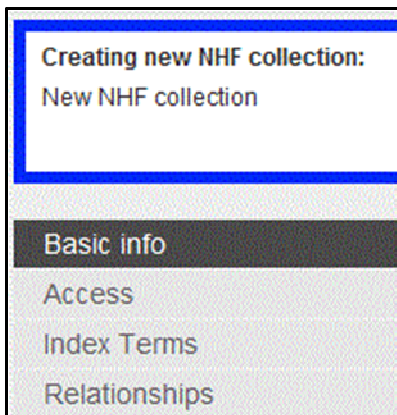 Creating new NHF collection:
New NHF collection
Basic info
Access
Index Terms
Relationships